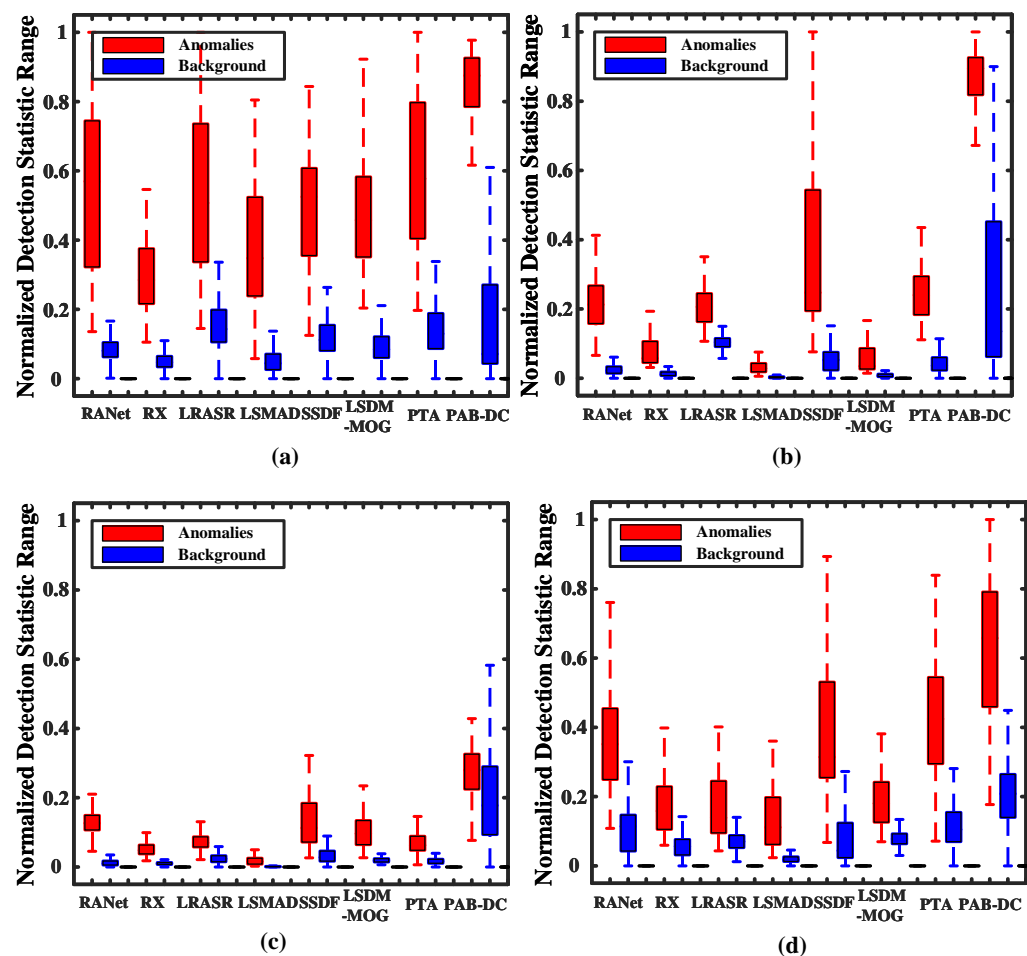 Normalized Detection Statistic Range
1
0.8
0.6
0.4
0.2
0
Anomalies
Background
RANet RX LRASR LSMAD SSDF LSDM PTA PAB-DC
-MOG
(a)
Normalized Detection Statistic Range
1
0.8
0.6
0.4
0.2
0
Anomalies
Background
RANet RX LRASR LSMAD SSDF LSDM PTA PAB-DC
-MOG
(b)
Normalized Detection Statistic Range
1
0.8
0.6
0.4
0.2
0
Anomalies
Background
RANet RX LRASR LSMAD SSDF LSDM PTA PAB-DC
-MOG
(c)
Normalized Detection Statistic Range
1
0.8
0.6
0.4
0.2
0
Anomalies
Background
RANet RX LRASR LSMAD SSDF LSDM PTA PAB-DC
-MOG
(d)